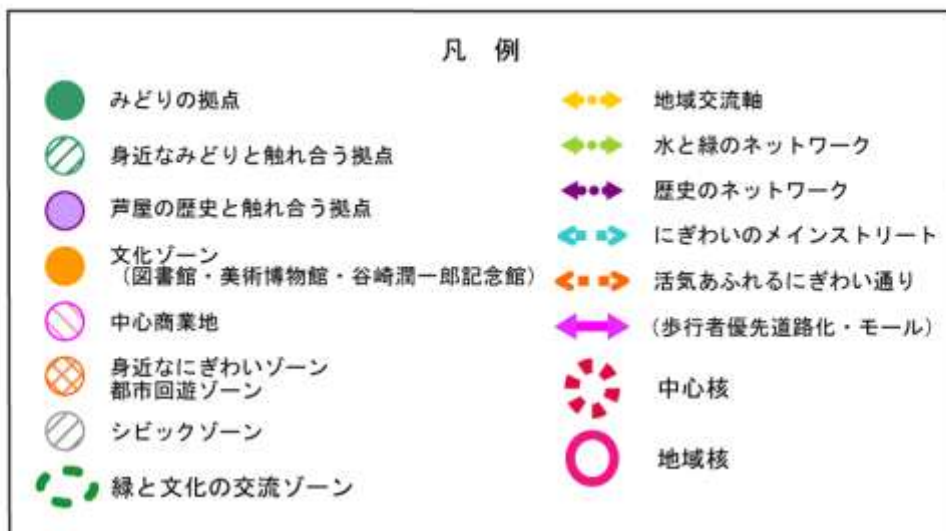 凡 例
みどりの拠点
身近なみどりと触れ合う拠点
芦屋の歴史と触れ合う拠点
文化ゾーン
(図書館・美術博物館・谷崎潤一郎記念館)
中心商業地
身近なにぎわいゾーン
都市回遊ゾーン
シビックゾーン
緑と文化の交流ゾーン
地域交流軸
水と緑のネットワーク
歴史のネットワーク
にぎわいのメインストリート
活気あふれるにぎわい通り
(歩行者優先道路化・モール)
中心核
地域核